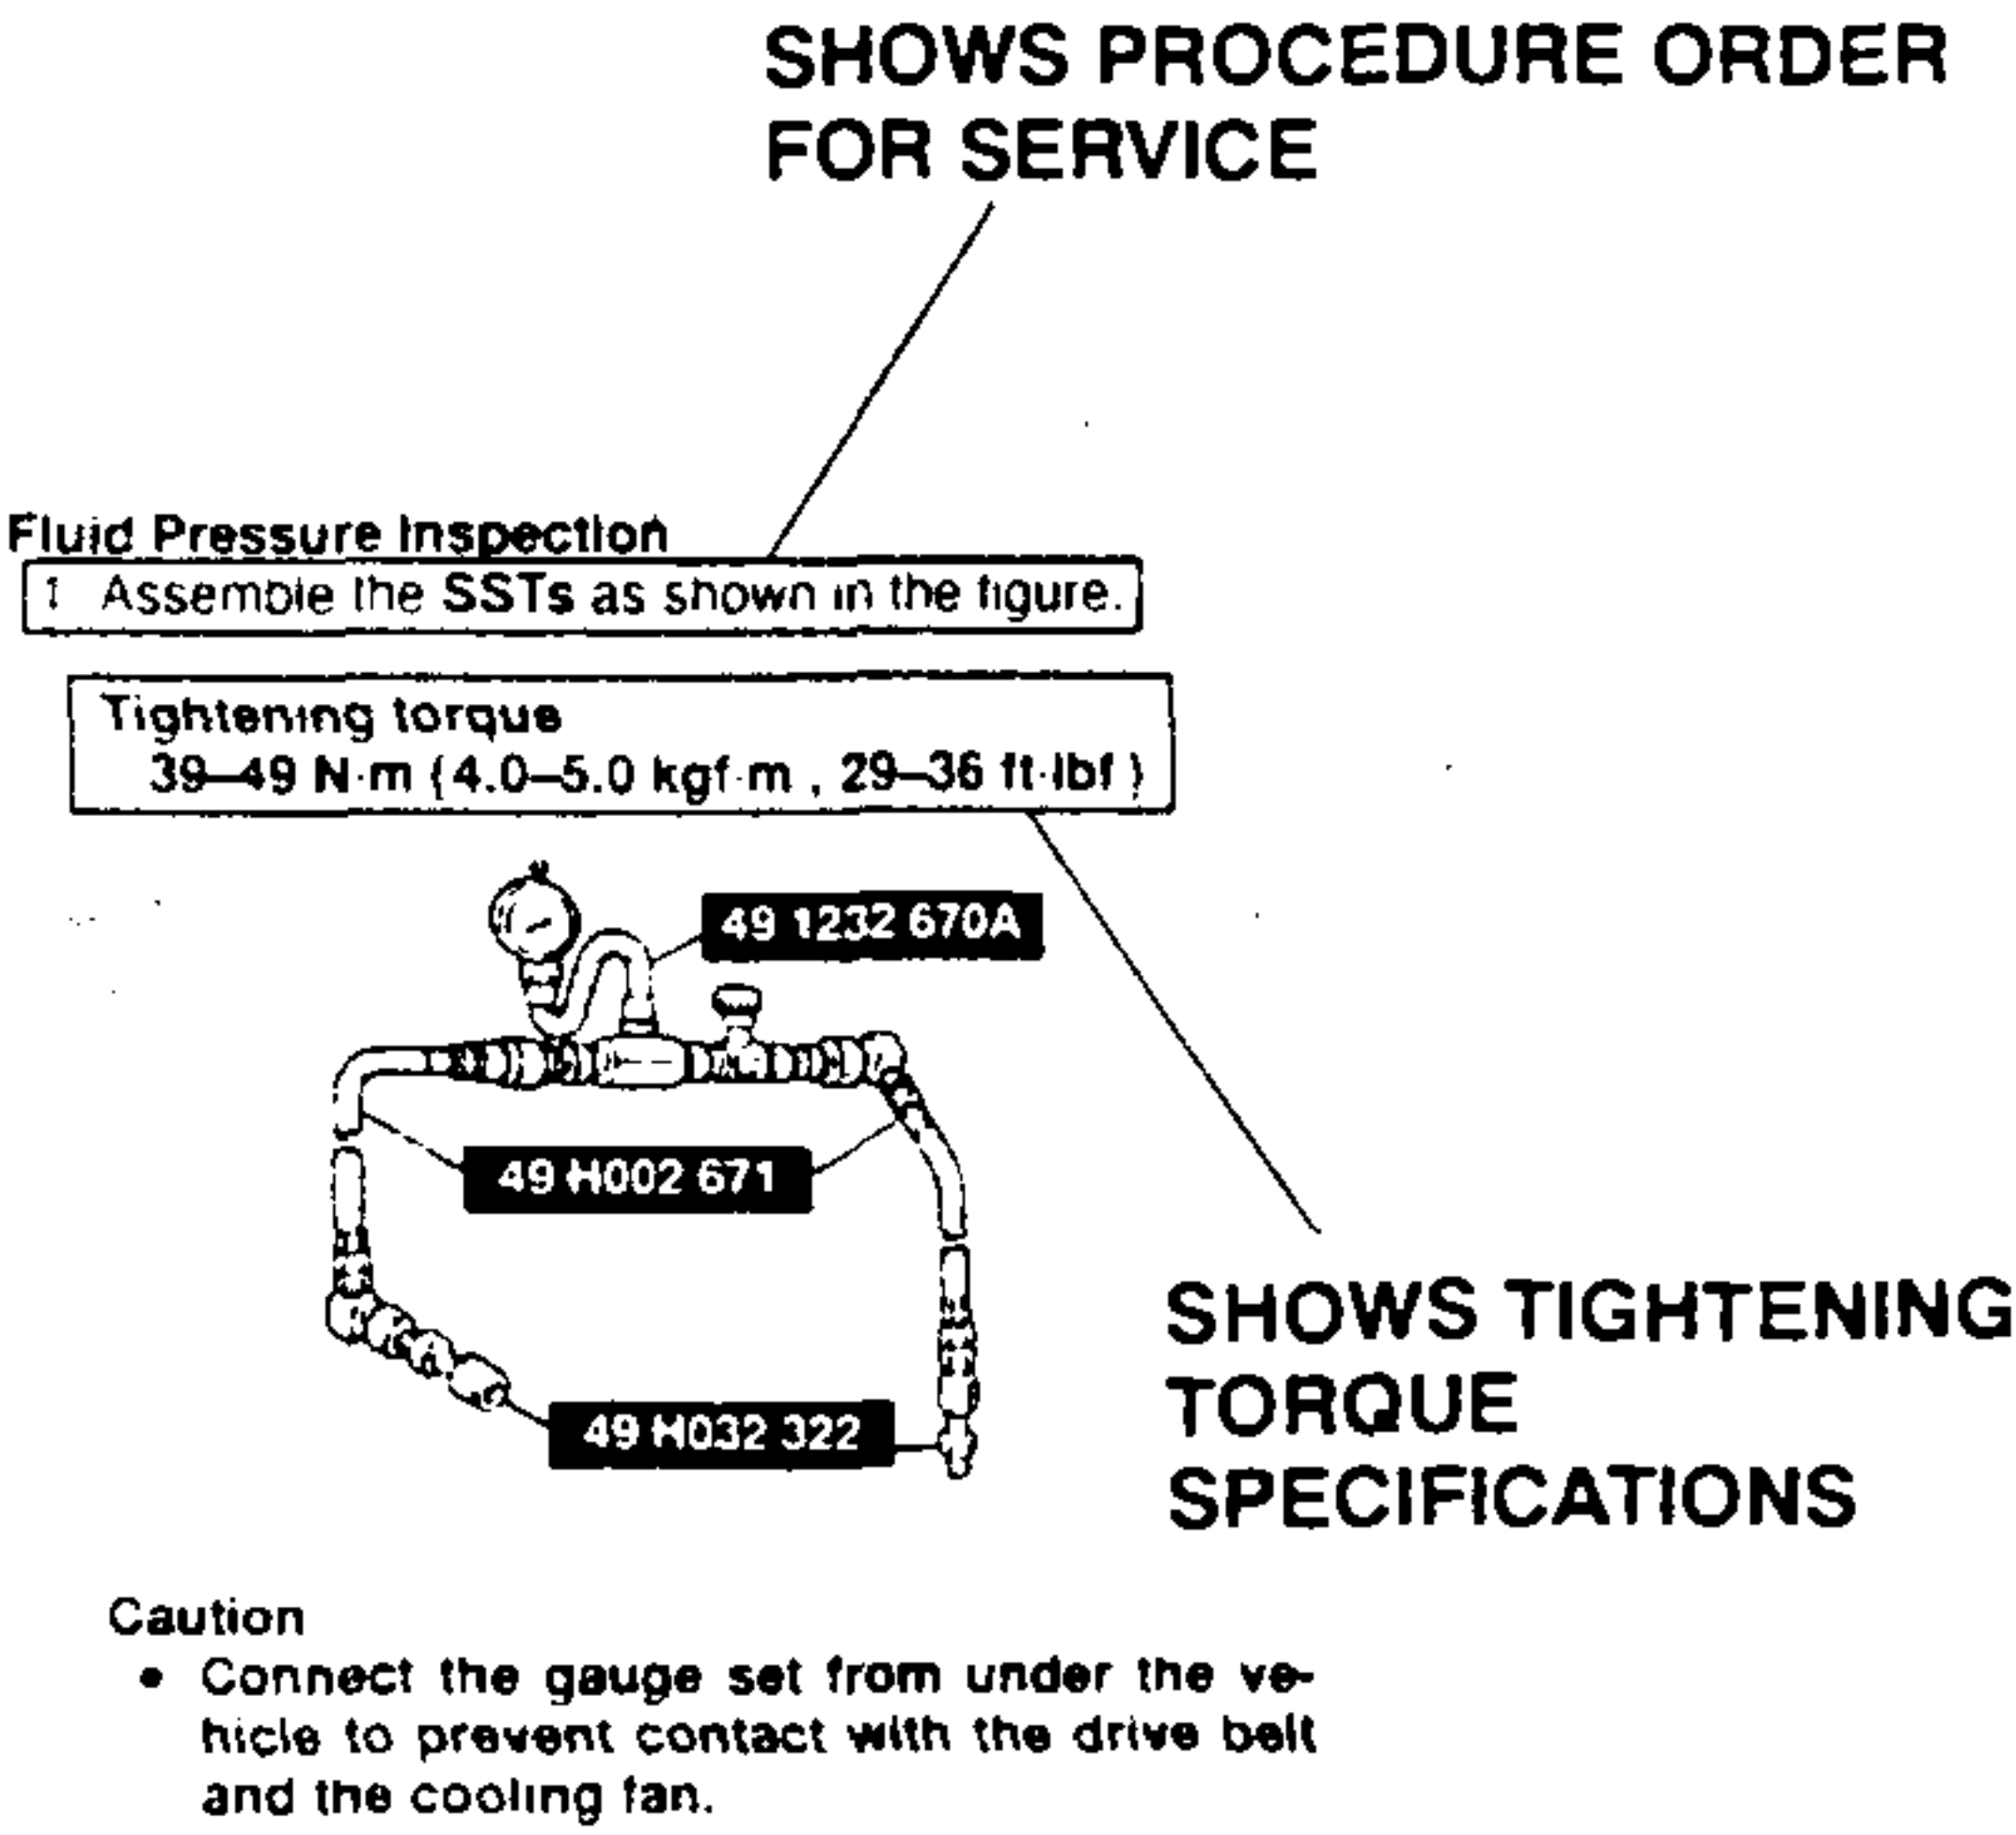 SHOWS PROCEDURE ORDER
FOR SERVICE
Fluid Pressure Inspection
1 Assemble the SSTs as shown in the figure.
Tightening torque
39–49 N·m (4.0–5.0 kgf·m , 29–36 ft·lbf )
49 1232 670A
49 H002 671
49 H032 322
SHOWS TIGHTENING
TORQUE
SPECIFICATIONS
Caution
• Connect the gauge set from under the ve-
hicle to prevent contact with the drive belt
and the cooling fan.